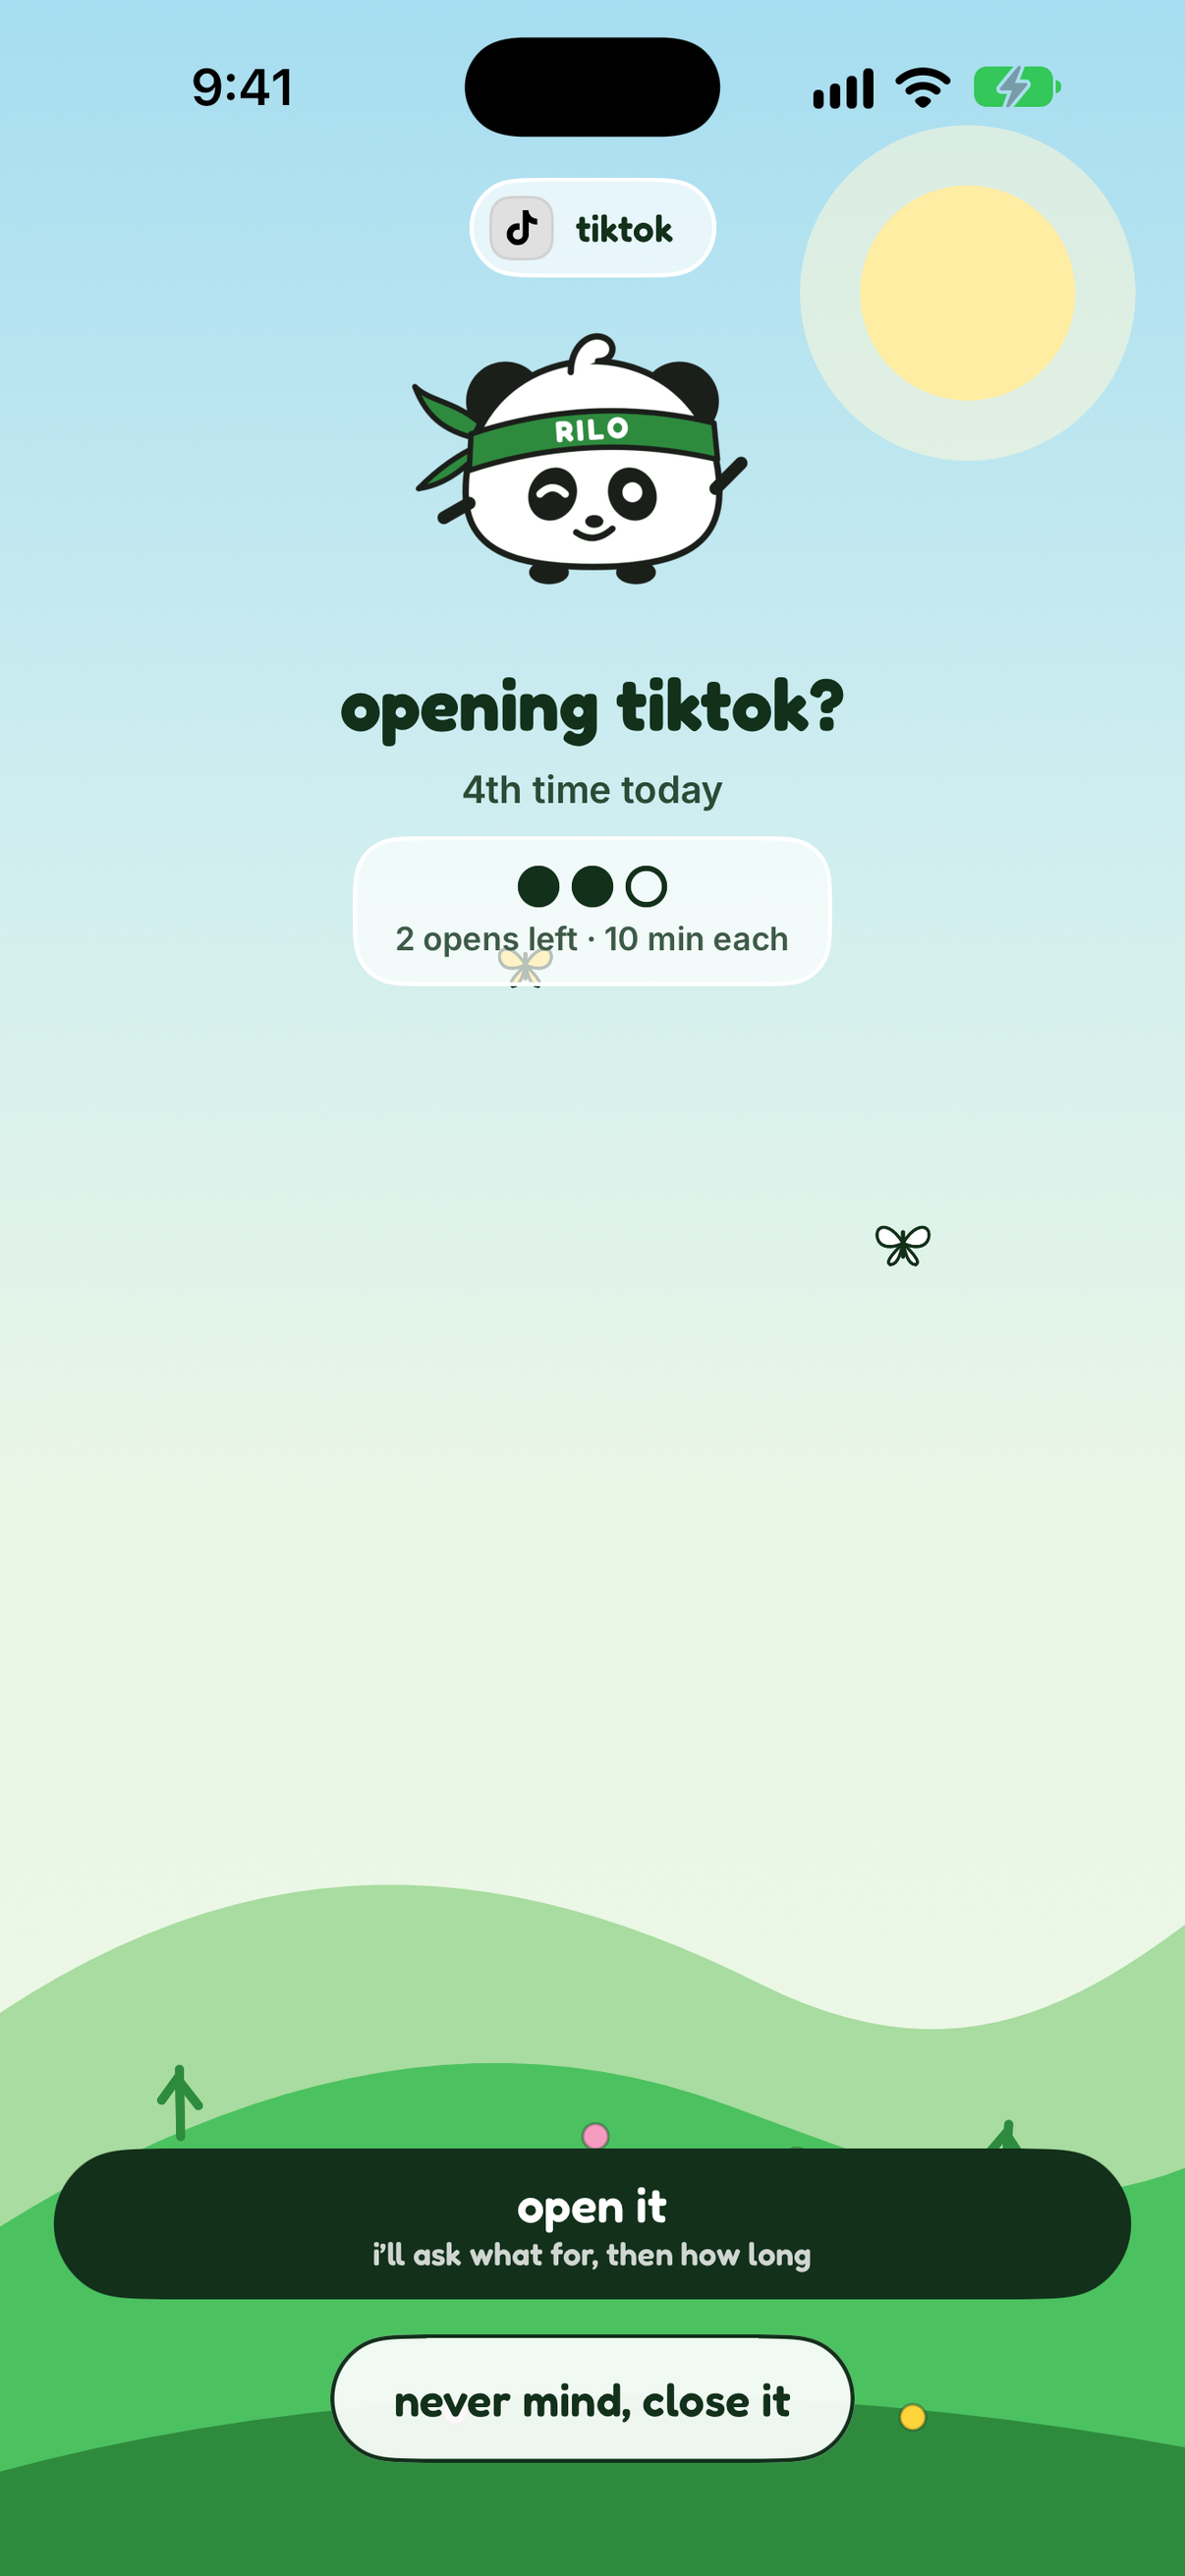 9:41
tiktok
RILO
opening tiktok?
4th time today
2 opens left · 10 min each
open it
i'll ask what for, then how long
never mind, close it